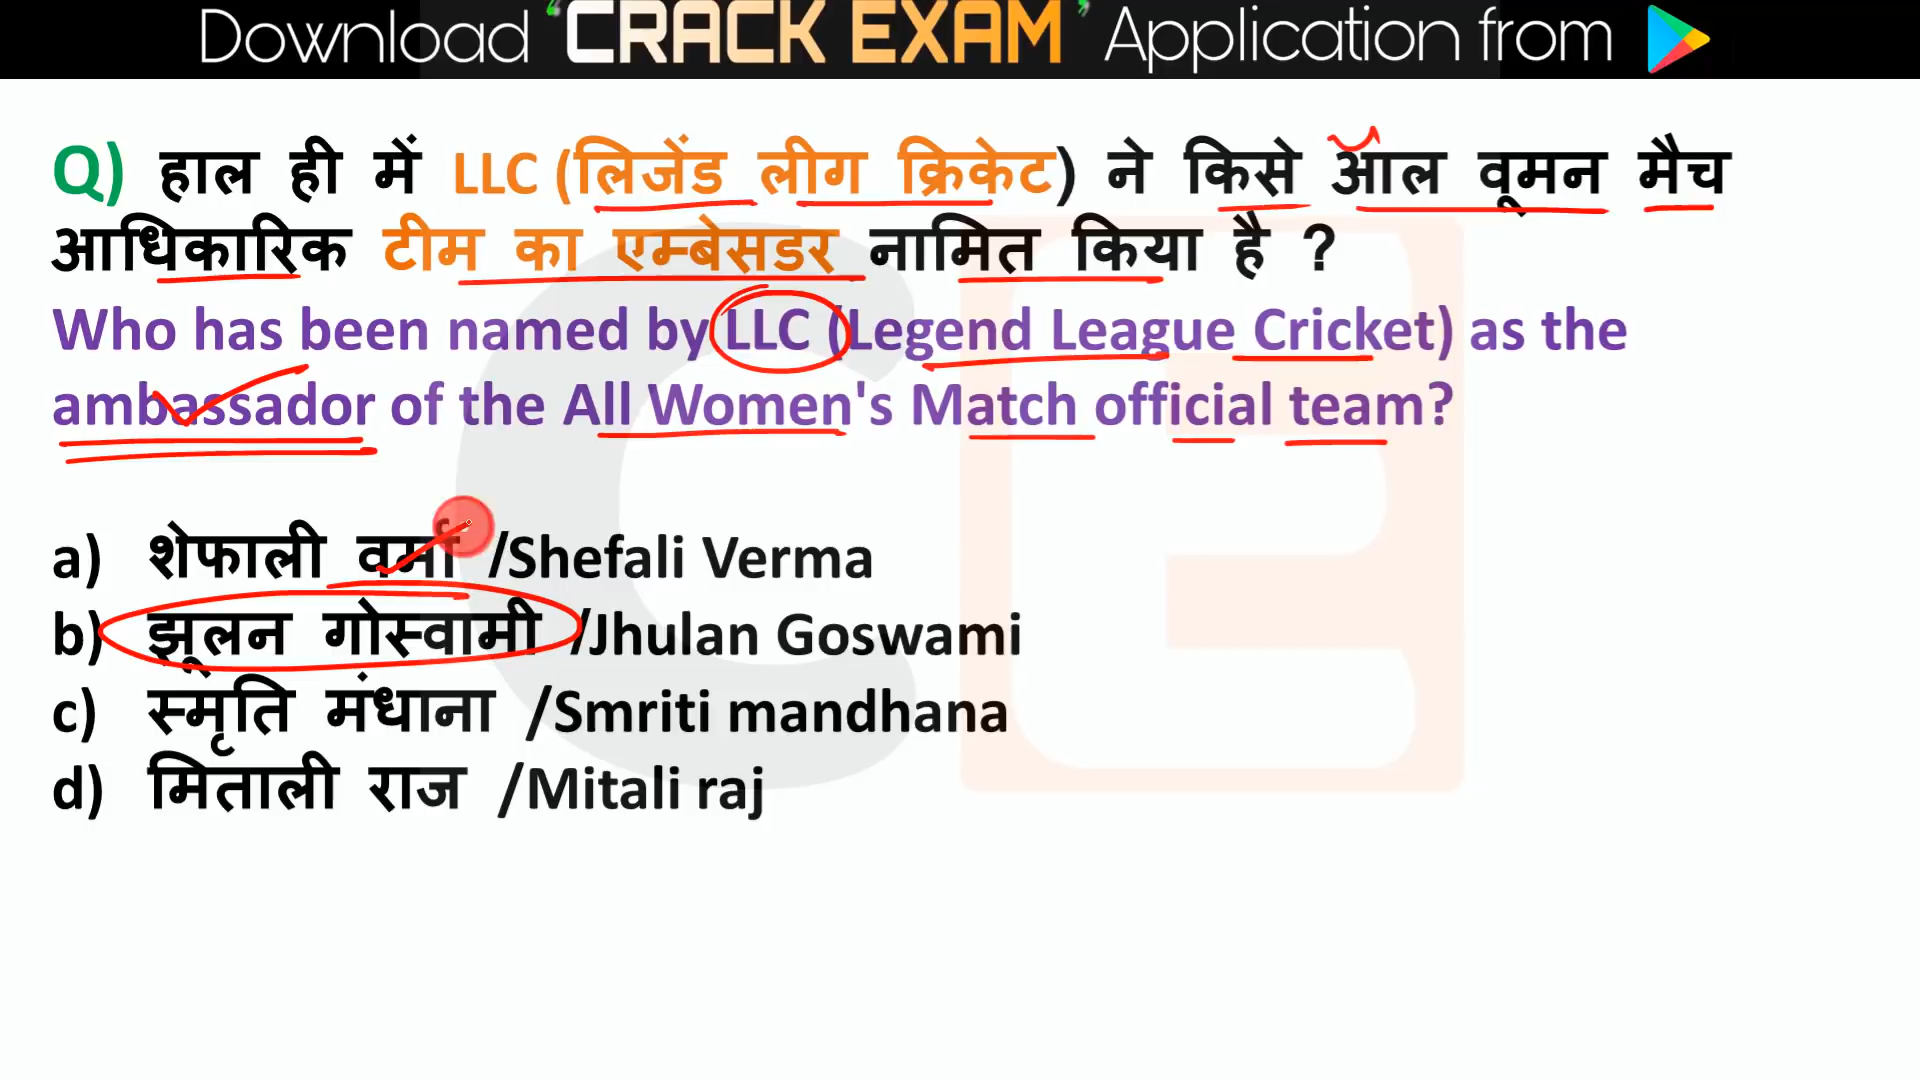 Download “CRACK EXAM” Application from
Q) हाल ही में LLC (लिजेंड लीग क्रिकेट) ने किसे ऑल वूमन मैच
आधिकारिक टीम का एम्बेसडर नामित किया है ?
Who has been named by LLC (Legend League Cricket) as the
ambassador of the All Women's Match official team?
a) शेफाली वर्मा /Shefali Verma
b) झूलन गोस्वामी /Jhulan Goswami
c) स्मृंति मंधाना /Smriti mandhana
d) मिताली राज /Mitali raj
CE